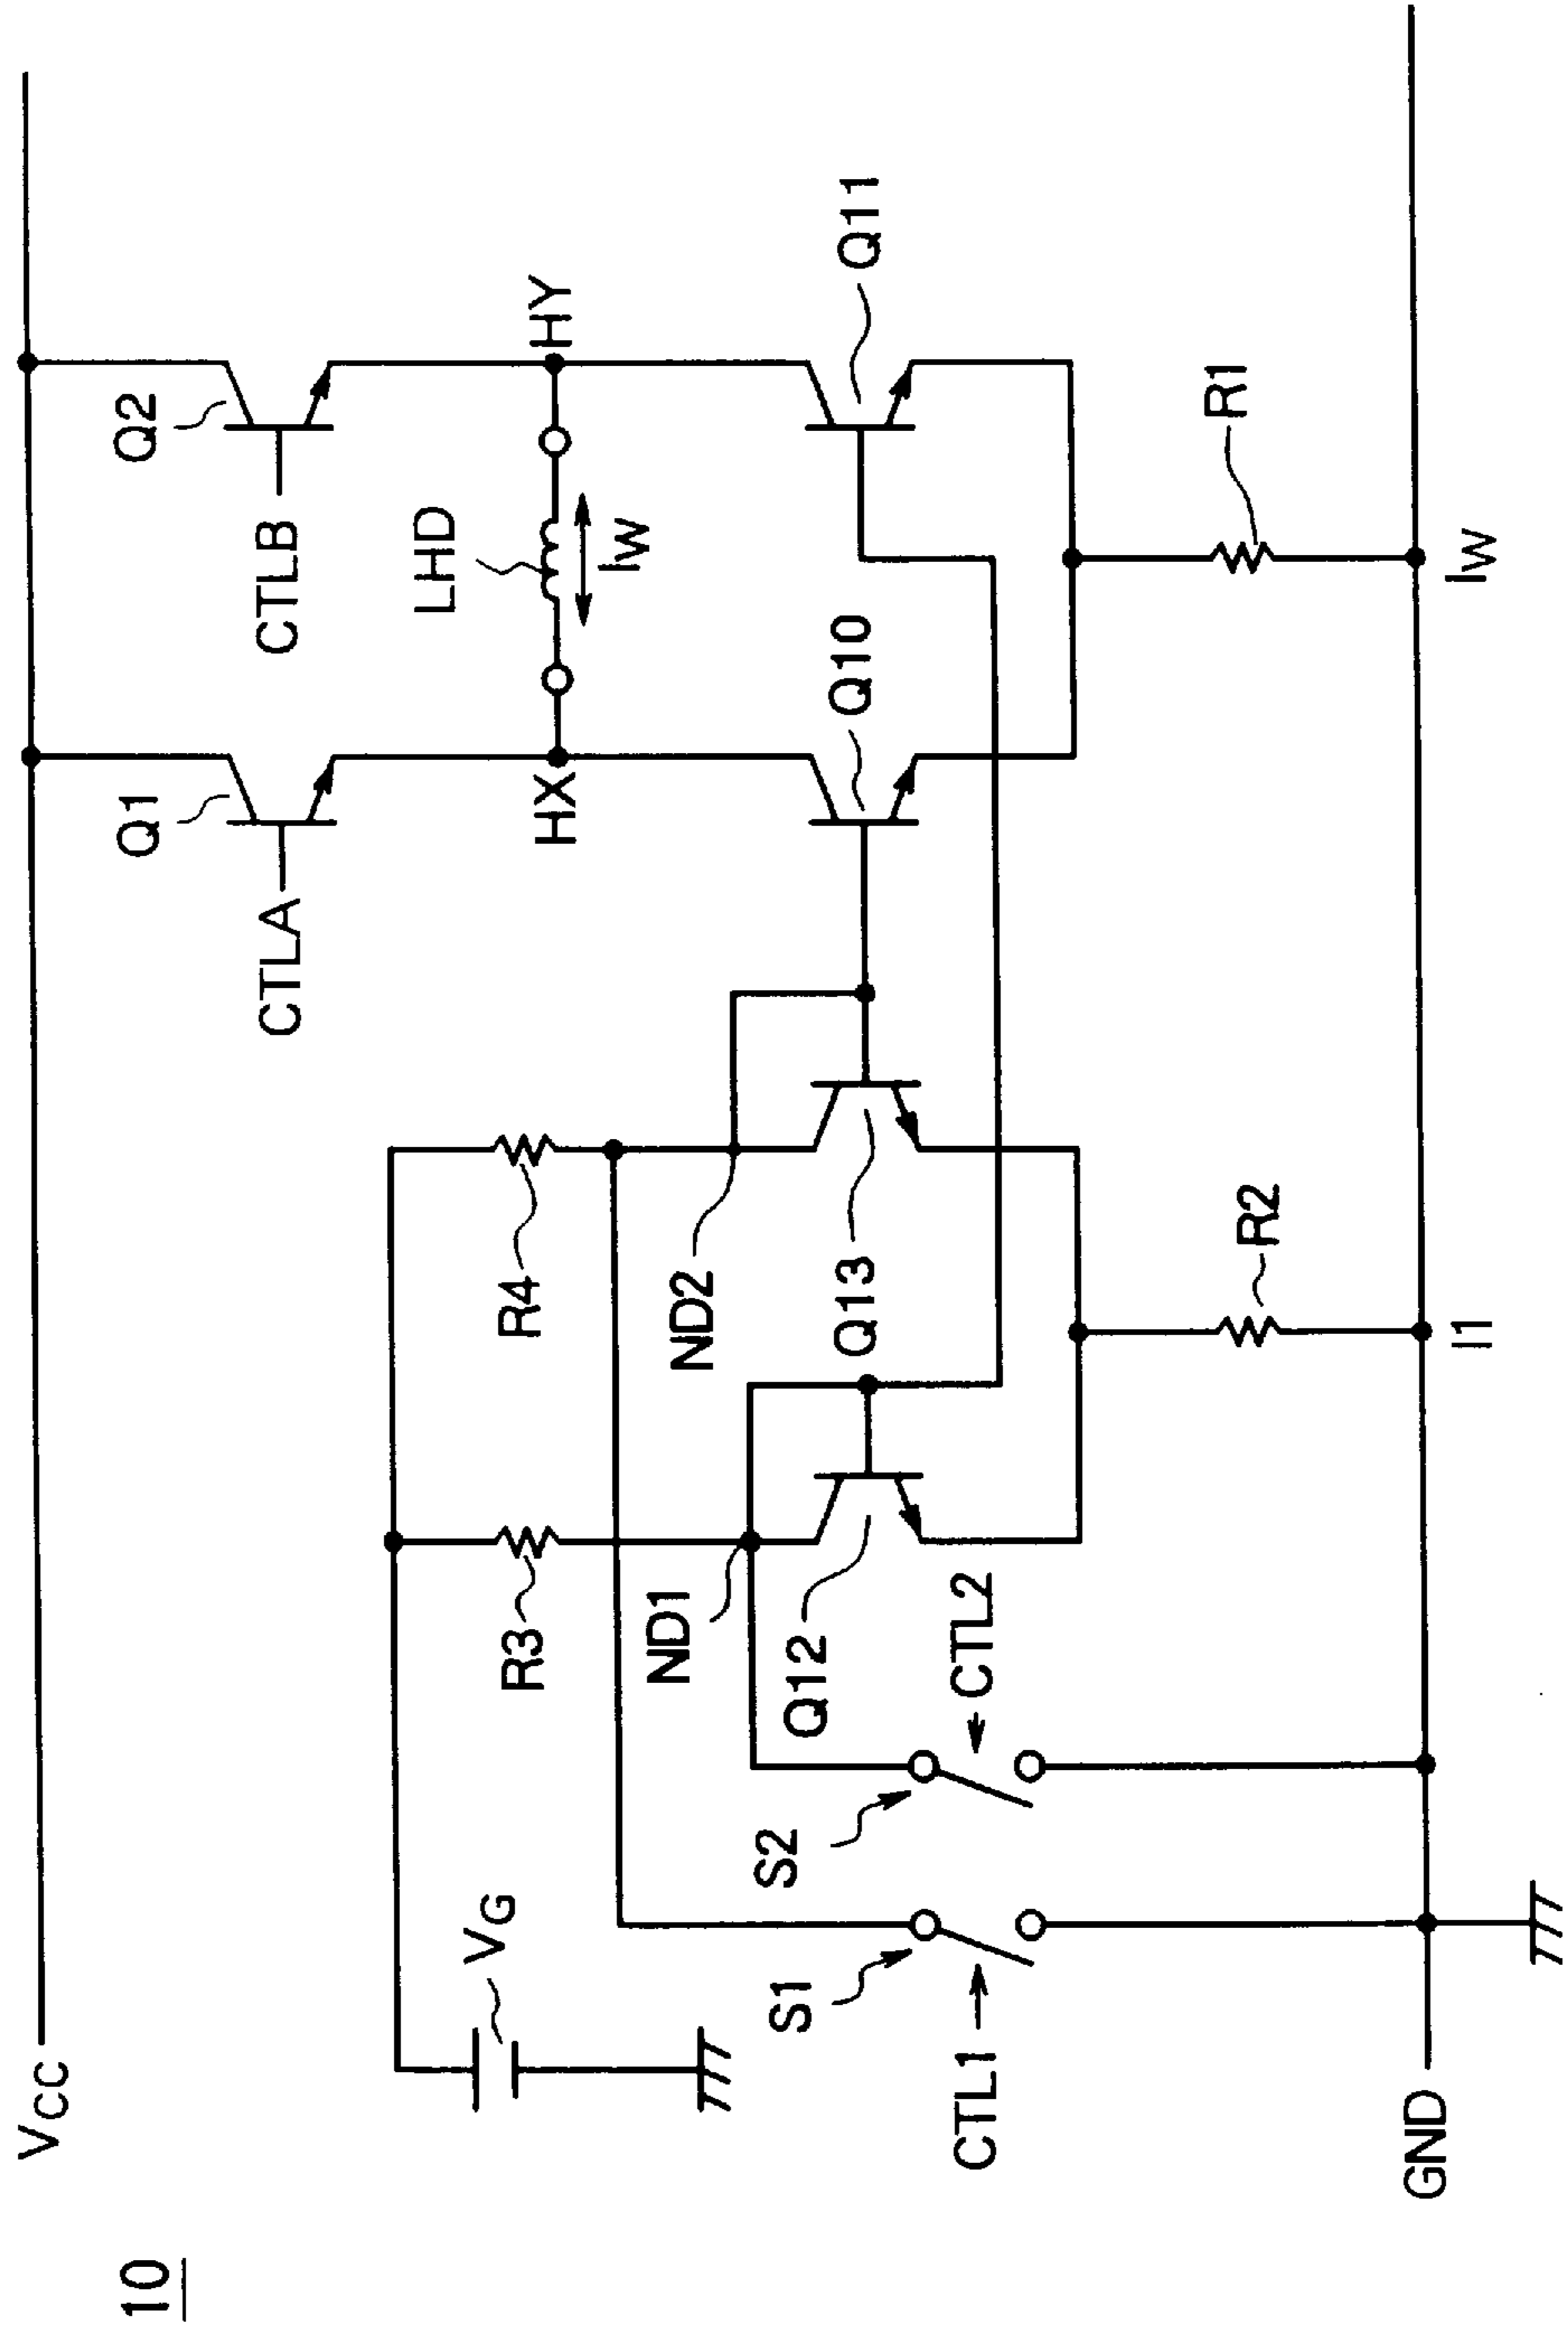 10
VCC
Q1
Q2
CTLA
CTLB
VG
R3
R4
LHD
IW
HX
HY
ND1
ND2
S1
S2
Q12
Q13
Q10
Q11
CTL1
CTL2
R2
R1
GND
I1
IW